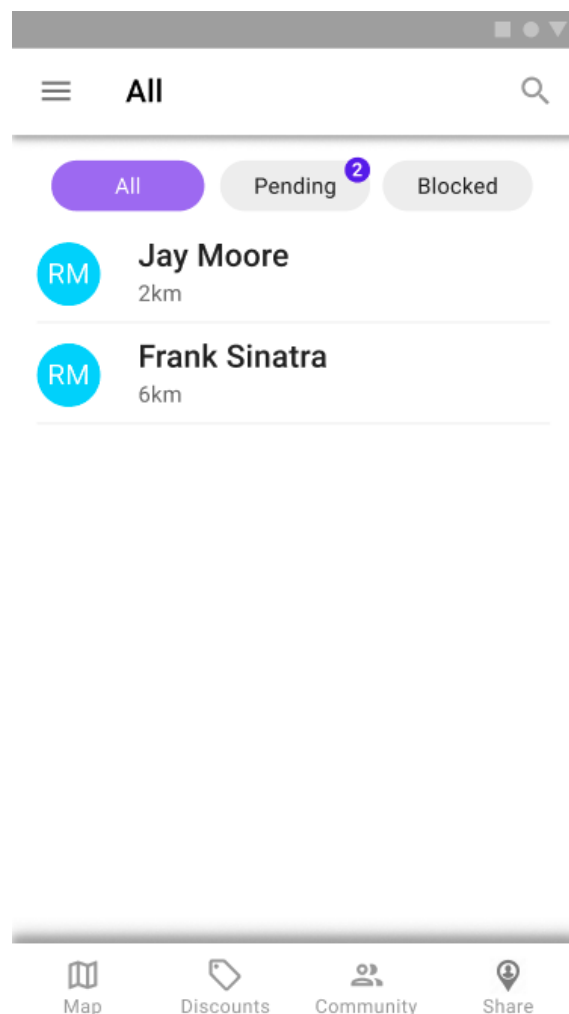 All
All
Pending
2
Blocked
RM
Jay Moore
2km
RM
Frank Sinatra
6km
Map
Discounts
Community
Share